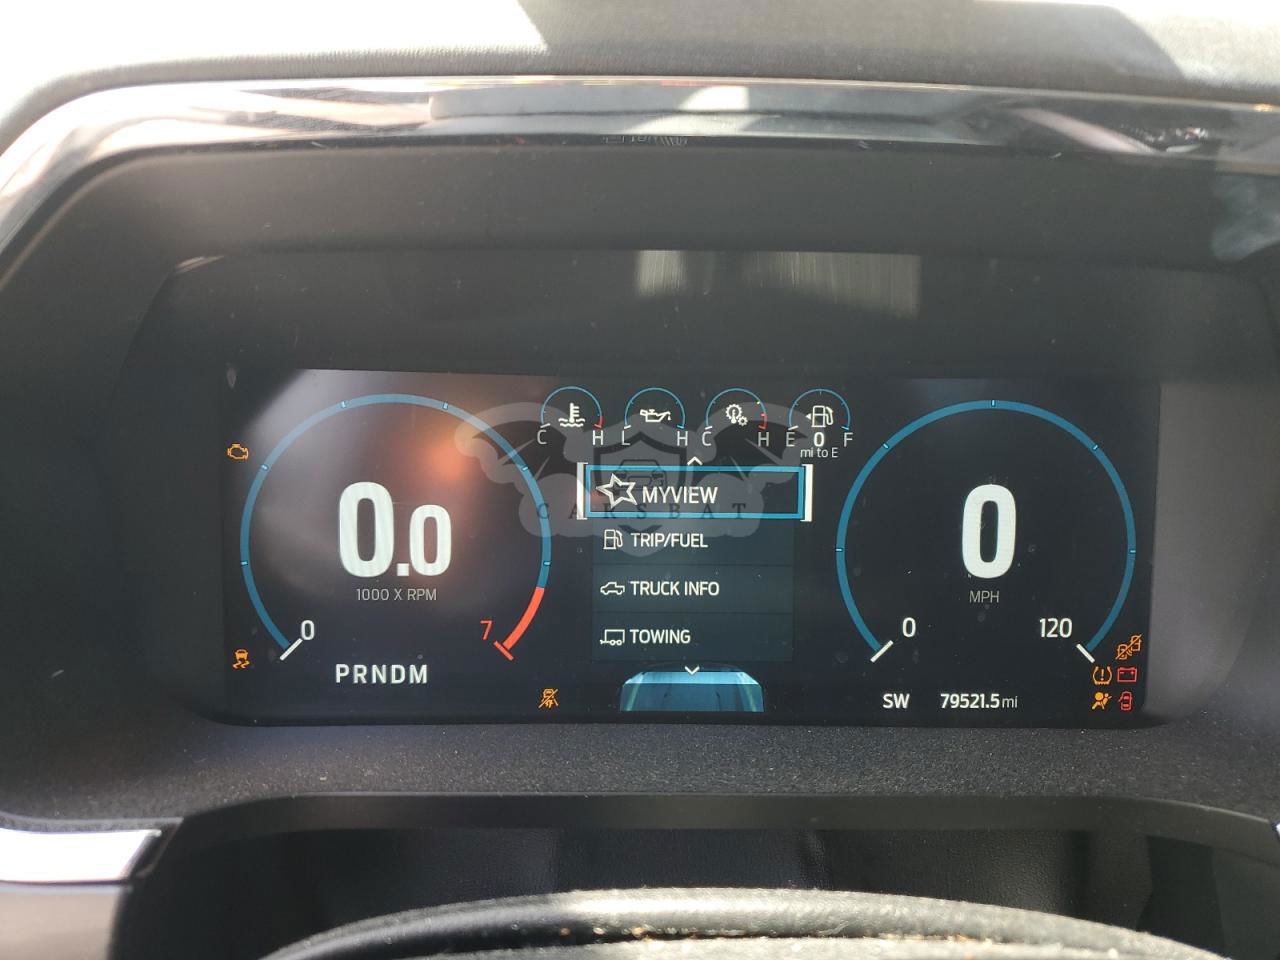 C H L H C H E 0 F
mi to E
MYVIEW
CARSBAT
TRIP/FUEL
TRUCK INFO
TOWING
0.0
1000 X RPM
0 7
PRNDM
0
MPH
0 120
SW 79521.5 mi